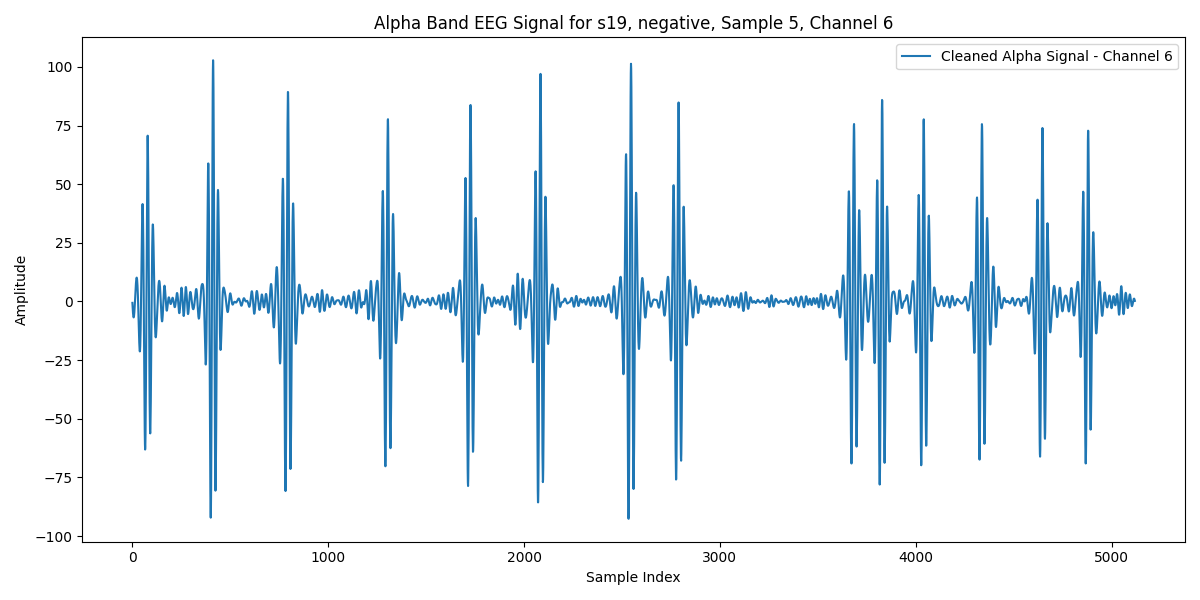 Alpha Band EEG Signal for s19, negative, Sample 5, Channel 6
Cleaned Alpha Signal - Channel 6
100
75
50
25
0
−25
−50
−75
−100
Amplitude
0 1000 2000 3000 4000 5000
Sample Index